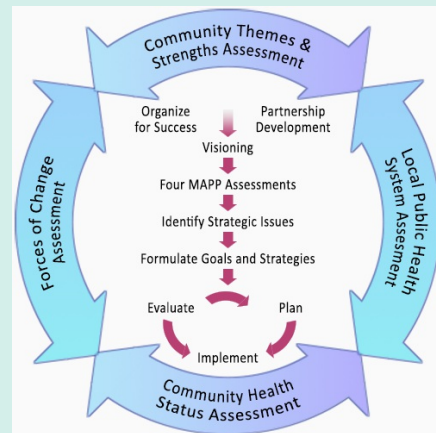 Community Themes &
Strengths Assessment
Organize
for Success
Partnership
Development
Visioning
Four MAPP Assessments
Identify Strategic Issues
Formulate Goals and Strategies
Evaluate
Plan
Implement
Forces of Change
Assessment
Local Public Health
System Assessment
Community Health
Status Assessment